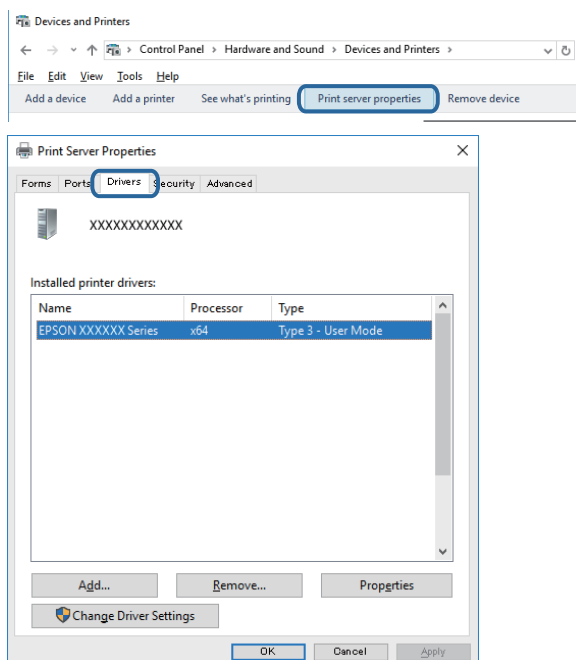 Devices and Printers
Control Panel > Hardware and Sound > Devices and Printers >
File Edit View Tools Help
Add a device Add a printer See what's printing Print server properties Remove device
Print Server Properties
Forms Ports Drivers Security Advanced
XXXXXXXXXXXX
Installed printer drivers:
Name Processor Type
EPSON XXXXXX Series x64 Type 3 - User Mode
Add... Remove... Properties
Change Driver Settings
OK Cancel Apply